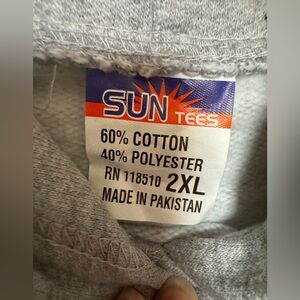 SUN
TEES
60% COTTON
40% POLYESTER
RN 118510 2XL
MADE IN PAKISTAN